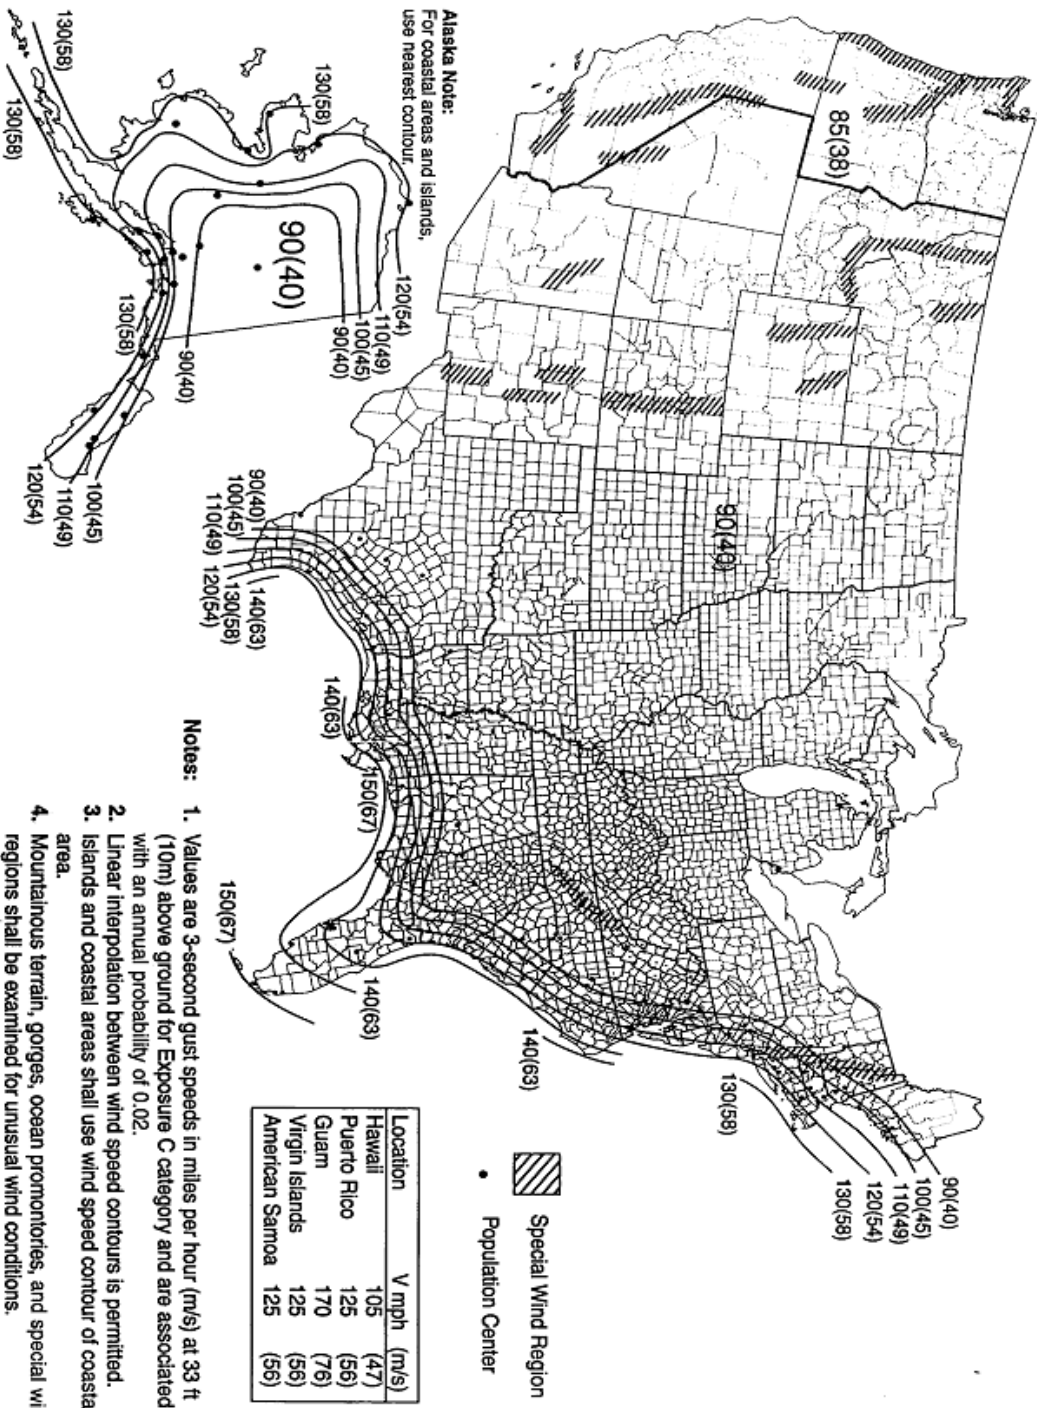 85(38)
90(40)
90(40)
100(45)
110(49)
120(54)
130(58)
130(58)
140(63)
140(63)
150(67)
140(63)
150(67)
140(63)
90(40)
100(45)
110(49)
120(54)
130(58)
Alaska Note:
For coastal areas and islands,
use nearest contour.
130(58)
130(58)
130(58)
90(40)
120(54)
110(49)
100(45)
90(40)
90(40)
130(58)
100(45)
110(49)
120(54)
Special Wind Region
Population Center
Location V mph (m/s)
Hawaii 105 (47)
Puerto Rico 125 (56)
Guam 170 (76)
Virgin Islands 125 (56)
American Samoa 125 (56)
Notes: 1. Values are 3-second gust speeds in miles per hour (m/s) at 33 ft
(10m) above ground for Exposure C category and are associated
with an annual probability of 0.02.
2. Linear interpolation between wind speed contours is permitted.
3. Islands and coastal areas shall use wind speed contour of coasta
area.
4. Mountainous terrain, gorges, ocean promontories, and special wi
regions shall be examined for unusual wind conditions.